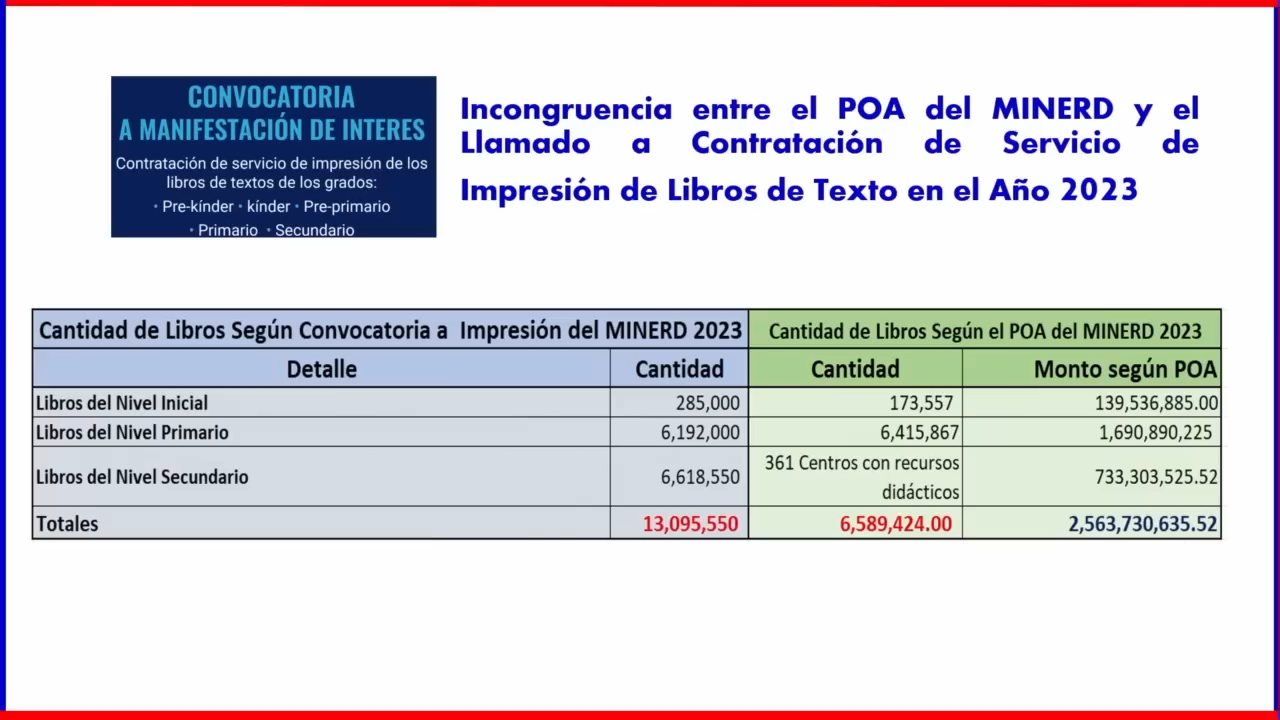 CONVOCATORIA
A MANIFESTACIÓN DE INTERES
Contratación de servicio de impresión de los
libros de textos de los grados:
• Pre-kínder • kínder • Pre-primario
• Primario • Secundario
Incongruencia entre el POA del MINERD y el
Llamado a Contratación de Servicio de
Impresión de Libros de Texto en el Año 2023
Cantidad de Libros Según Convocatoria a Impresión del MINERD 2023 Cantidad de Libros Según el POA del MINERD 2023
Detalle Cantidad Cantidad Monto según POA
Libros del Nivel Inicial 285,000 173,557 139,536,885.00
Libros del Nivel Primario 6,192,000 6,415,867 1,690,890,225
Libros del Nivel Secundario 6,618,550 361 Centros con recursos
didácticos 733,303,525.52
Totales 13,095,550 6,589,424.00 2,563,730,635.52